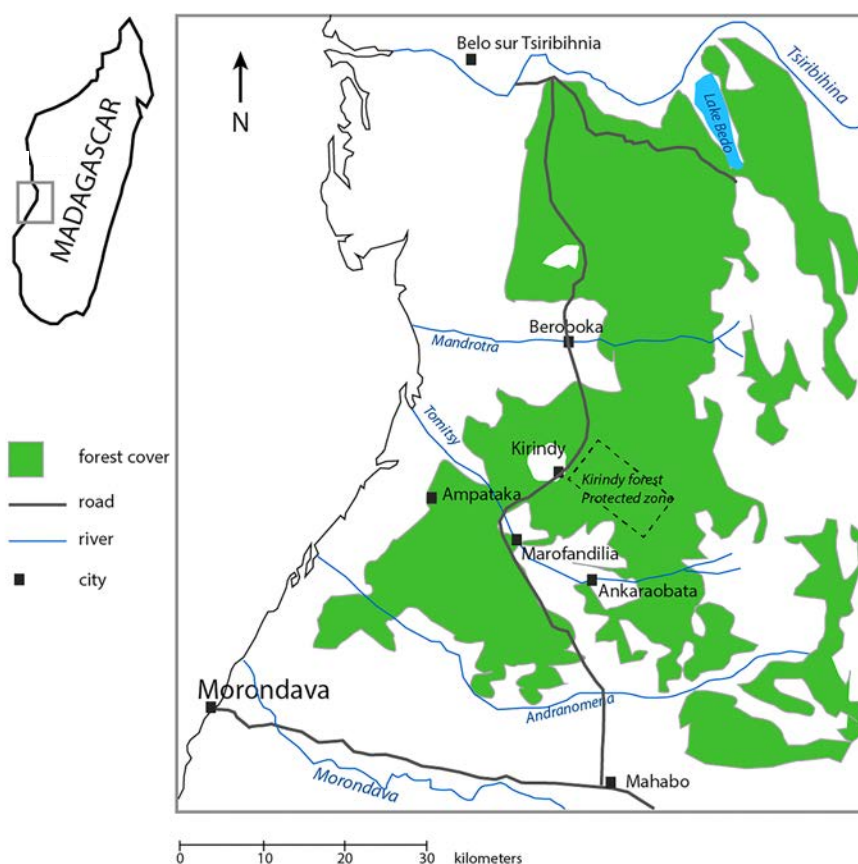 MADAGASCAR
N
Belo sur Tsiribihnia
Tsiribihina
Lake Bedo
Beroboka
Mandrotra
Tomitsy
Kirindy
Kirindy forest
Protected zone
Ampataka
Marofandilia
Ankaraobata
Morondava
Andranomena
Morondava
Mahabo
forest cover
road
river
city
0 10 20 30 kilometers